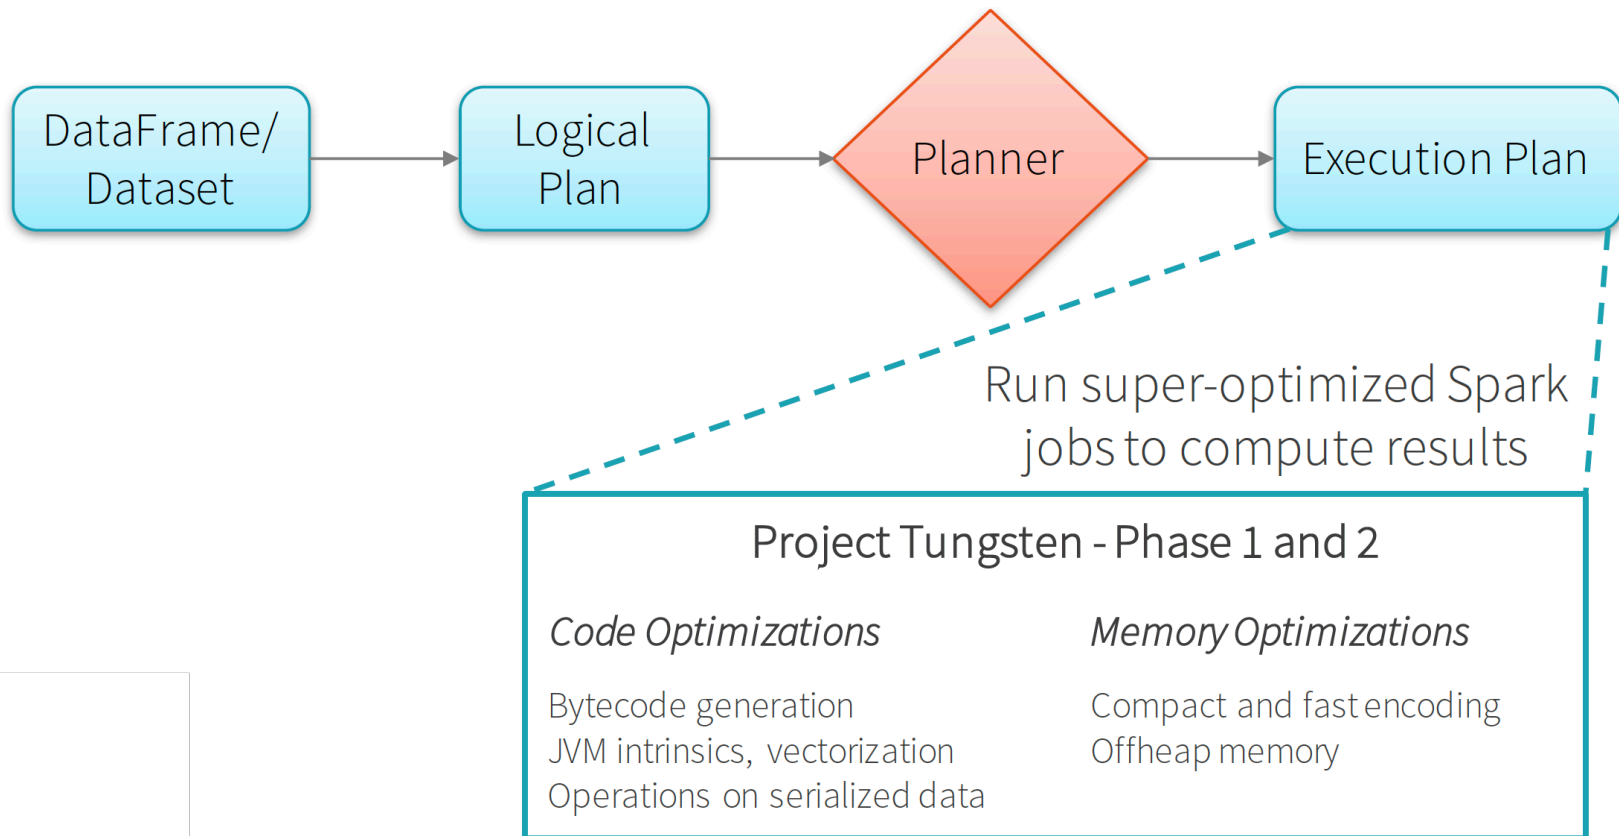 DataFrame/
Dataset
Logical
Plan
Planner
Execution Plan
Run super-optimized Spark
jobs to compute results
Project Tungsten - Phase 1 and 2
Code Optimizations
Bytecode generation
JVM intrinsics, vectorization
Operations on serialized data
Memory Optimizations
Compact and fast encoding
Offheap memory